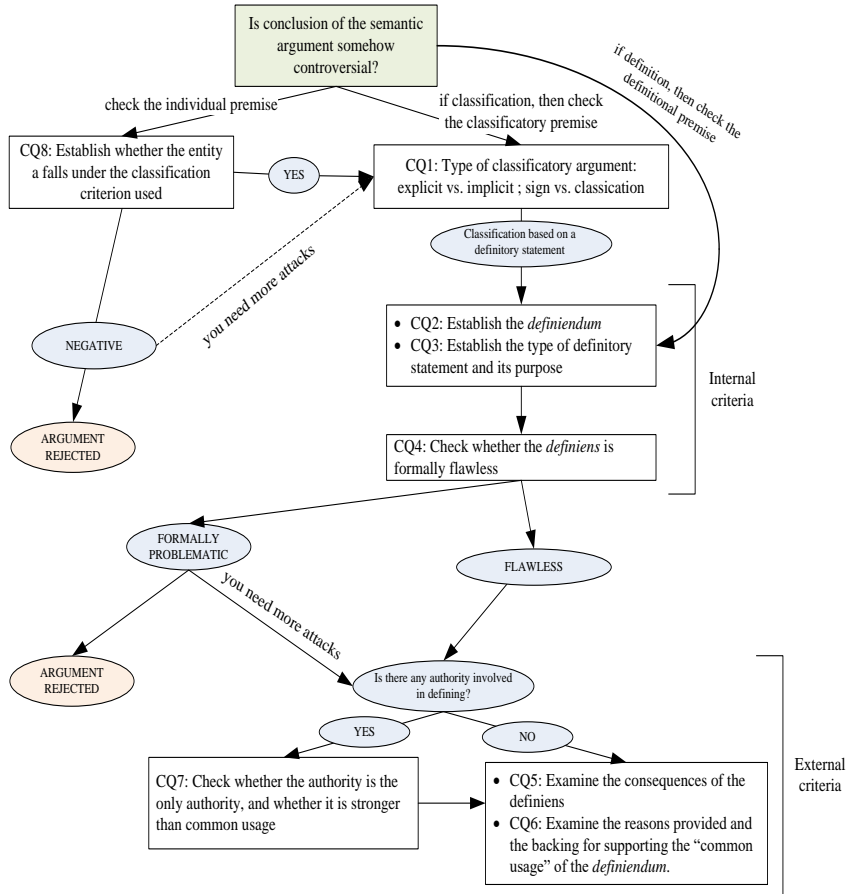 Is conclusion of the semantic
argument somehow
controversial?
if definition, then check the
definitional premise
check the individual premise
if classification, then check
the classificatory premise
CQ8: Establish whether the entity
a falls under the classification
criterion used
YES
CQ1: Type of classificatory argument:
explicit vs. implicit ; sign vs. classication
Classification based on a
definitory statement
you need more attacks
• CQ2: Establish the definiendum
• CQ3: Establish the type of definitory
statement and its purpose
NEGATIVE
Internal
criteria
ARGUMENT
REJECTED
CQ4: Check whether the definiens is
formally flawless
FORMALLY
PROBLEMATIC
FLAWLESS
you need more attacks
ARGUMENT
REJECTED
Is there any authority involved
in defining?
YES
NO
CQ7: Check whether the authority is the
only authority, and whether it is stronger
than common usage
• CQ5: Examine the consequences of the
definiens
• CQ6: Examine the reasons provided and
the backing for supporting the “common
usage” of the definiendum.
External
criteria